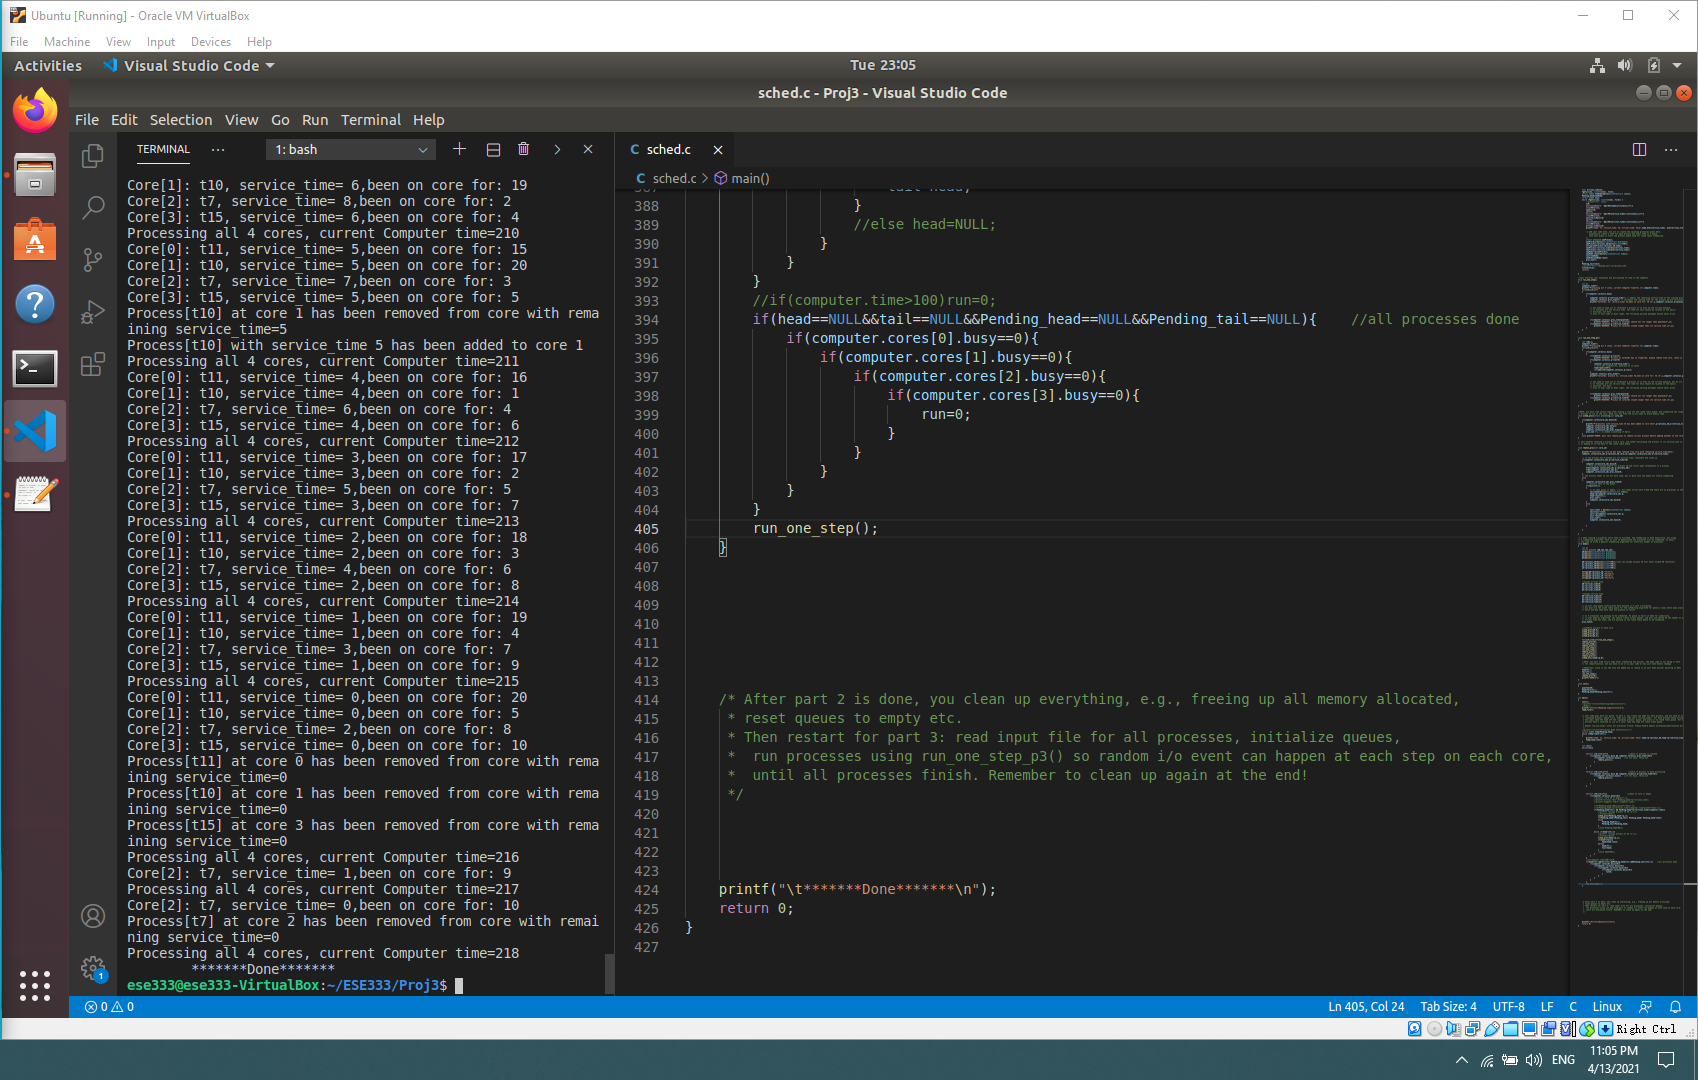 Ubuntu [Running] - Oracle VM VirtualBox
File Machine View Input Devices Help
Activities Visual Studio Code Tue 23:05
sched.c - Proj3 - Visual Studio Code
File Edit Selection View Go Run Terminal Help
TERMINAL ··· 1: bash
Core[1]: t10, service_time= 6,been on core for: 19
Core[2]: t7, service_time= 8,been on core for: 2
Core[3]: t15, service_time= 6,been on core for: 4
Processing all 4 cores, current Computer time=210
Core[0]: t11, service_time= 5,been on core for: 15
Core[1]: t10, service_time= 5,been on core for: 20
Core[2]: t7, service_time= 7,been on core for: 3
Core[3]: t15, service_time= 5,been on core for: 5
Process[t10] at core 1 has been removed from core with rema
ining service_time=5
Process[t10] with service_time 5 has been added to core 1
Processing all 4 cores, current Computer time=211
Core[0]: t11, service_time= 4,been on core for: 16
Core[1]: t10, service_time= 4,been on core for: 1
Core[2]: t7, service_time= 6,been on core for: 4
Core[3]: t15, service_time= 4,been on core for: 6
Processing all 4 cores, current Computer time=212
Core[0]: t11, service_time= 3,been on core for: 17
Core[1]: t10, service_time= 3,been on core for: 2
Core[2]: t7, service_time= 5,been on core for: 5
Core[3]: t15, service_time= 3,been on core for: 7
Processing all 4 cores, current Computer time=213
Core[0]: t11, service_time= 2,been on core for: 18
Core[1]: t10, service_time= 2,been on core for: 3
Core[2]: t7, service_time= 4,been on core for: 6
Core[3]: t15, service_time= 2,been on core for: 8
Processing all 4 cores, current Computer time=214
Core[0]: t11, service_time= 1,been on core for: 19
Core[1]: t10, service_time= 1,been on core for: 4
Core[2]: t7, service_time= 3,been on core for: 7
Core[3]: t15, service_time= 1,been on core for: 9
Processing all 4 cores, current Computer time=215
Core[0]: t11, service_time= 0,been on core for: 20
Core[1]: t10, service_time= 0,been on core for: 5
Core[2]: t7, service_time= 2,been on core for: 8
Core[3]: t15, service_time= 0,been on core for: 10
Process[t11] at core 0 has been removed from core with rema
ining service_time=0
Process[t10] at core 1 has been removed from core with rema
ining service_time=0
Process[t15] at core 3 has been removed from core with rema
ining service_time=0
Processing all 4 cores, current Computer time=216
Core[2]: t7, service_time= 1,been on core for: 9
Processing all 4 cores, current Computer time=217
Core[2]: t7, service_time= 0,been on core for: 10
Process[t7] at core 2 has been removed from core with remai
ning service_time=0
Processing all 4 cores, current Computer time=218
*******Done*******
ese333@ese333-VirtualBox:~/ESE333/Proj3$
C sched.c
C sched.c > main()
388 }
389 //else head=NULL;
390 }
391 }
392 }
393 //if(computer.time>100)run=0;
394 if(head==NULL&&tail==NULL&&Pending_head==NULL&&Pending_tail==NULL){ //all processes done
395 if(computer.cores[0].busy==0){
396 if(computer.cores[1].busy==0){
397 if(computer.cores[2].busy==0){
398 if(computer.cores[3].busy==0){
399 run=0;
400 }
401 }
402 }
403 }
404 }
405 run_one_step();
406 }
407
408
409
410
411
412
413
414 /* After part 2 is done, you clean up everything, e.g., freeing up all memory allocated,
415 * reset queues to empty etc.
416 * Then restart for part 3: read input file for all processes, initialize queues,
417 * run processes using run_one_step_p3() so random i/o event can happen at each step on each core,
418 * until all processes finish. Remember to clean up again at the end!
419 */
420
421
422
423
424 printf("\t*******Done*******\n");
425 return 0;
426 }
427
0 0 Ln 405, Col 24 Tab Size: 4 UTF-8 LF C Linux
1
Right Ctrl
ENG
11:05 PM
4/13/2021